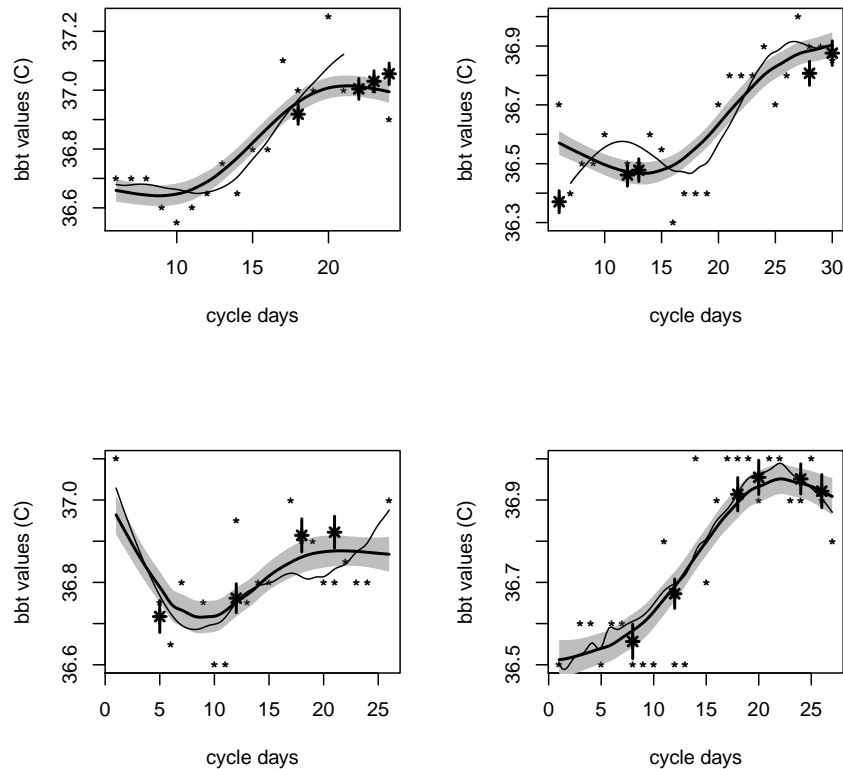 bbt values (C)
36.6 36.8 37.0 37.2
10 15 20
cycle days
bbt values (C)
36.3 36.5 36.7 36.9
10 15 20 25 30
cycle days
bbt values (C)
36.6 36.8 37.0
0 5 10 15 20 25
cycle days
bbt values (C)
36.5 36.7 36.9
0 5 10 15 20 25
cycle days